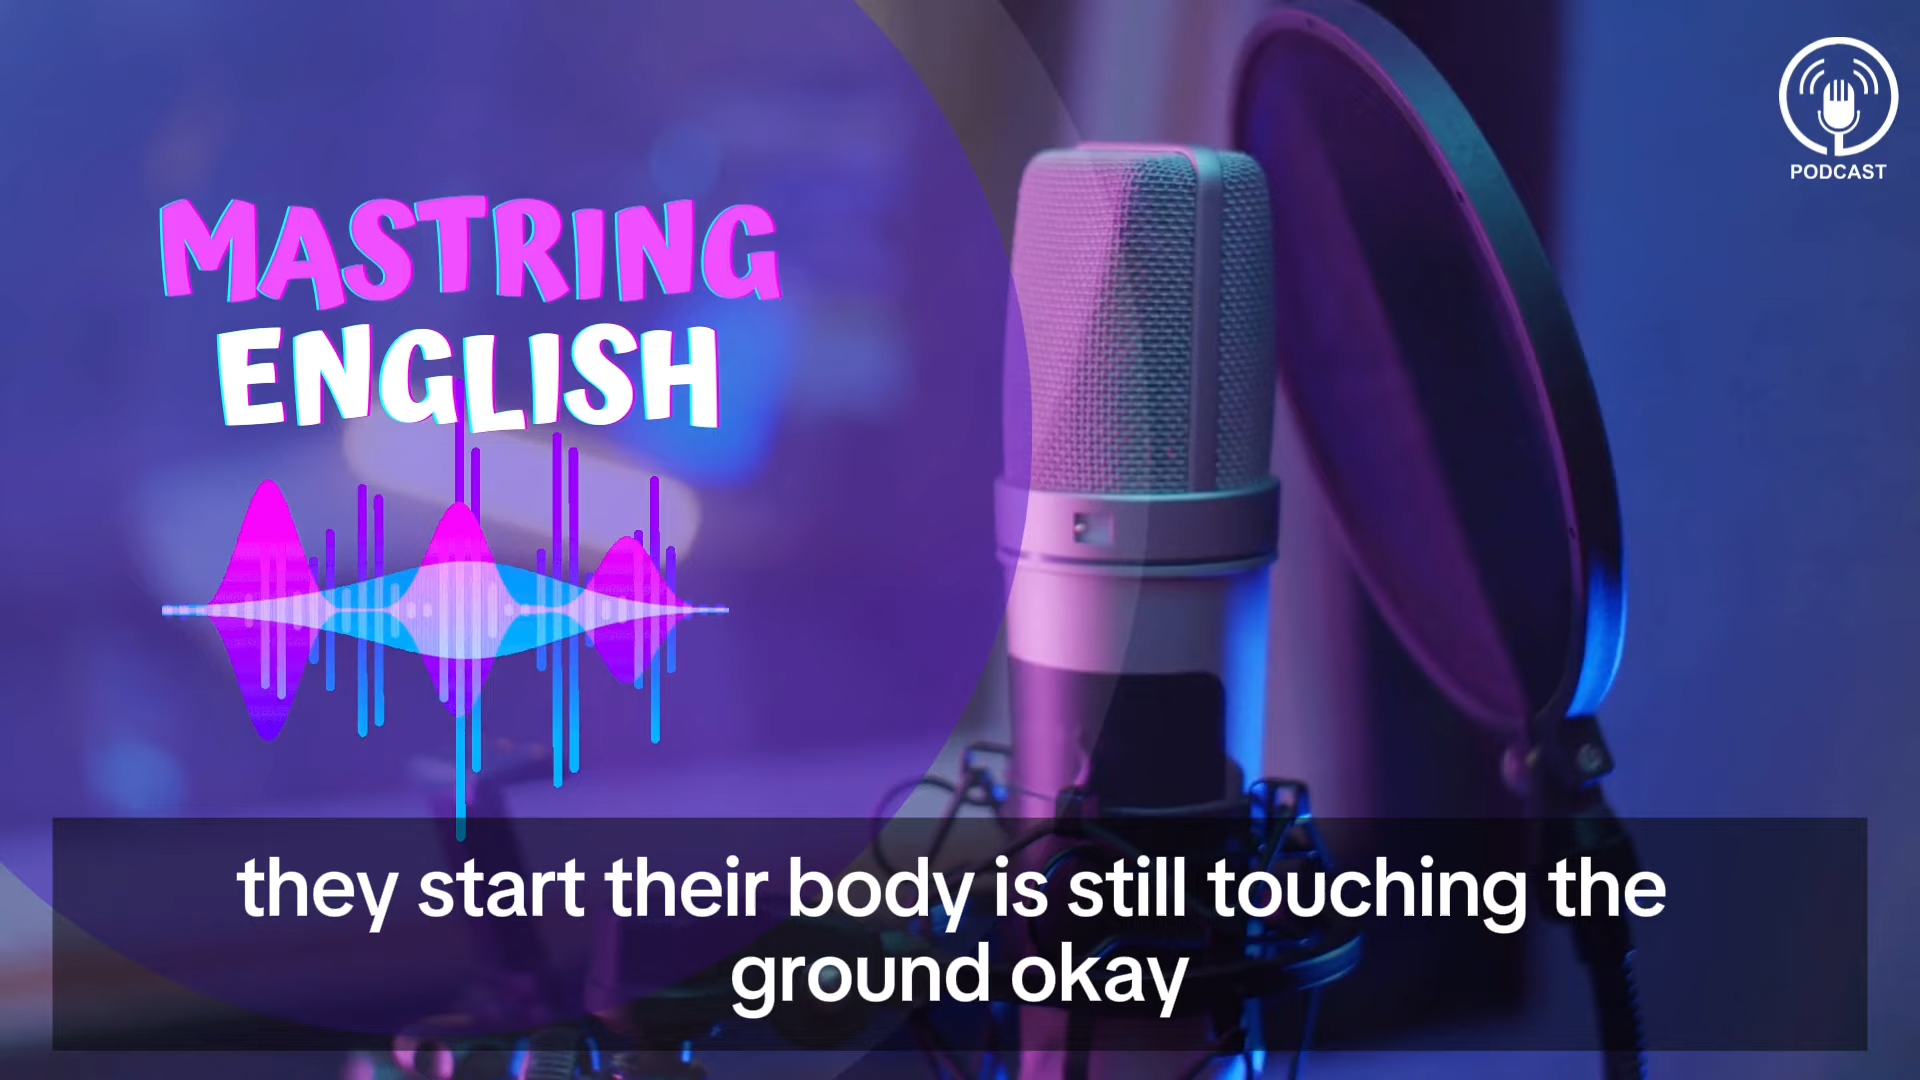 PODCAST
MASTRING
ENGLISH
they start their body is still touching the
ground okay